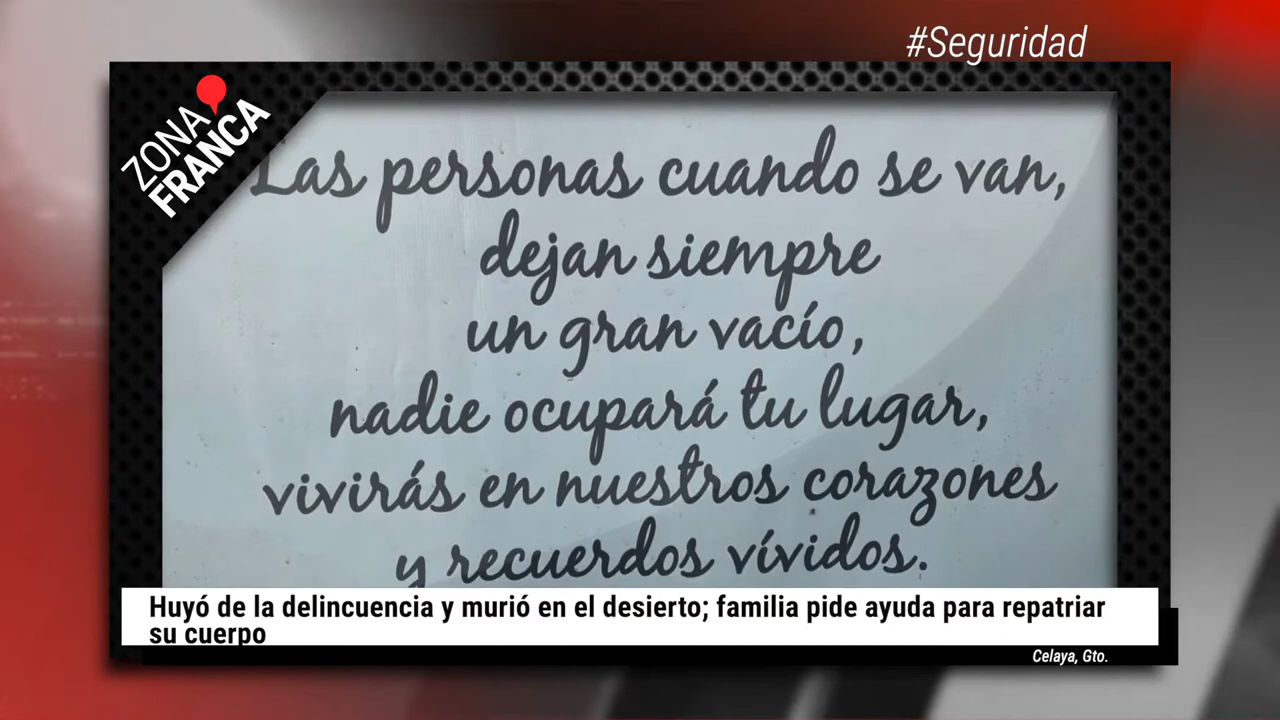 #Seguridad
ZONA
FRANCA
Las personas cuando se van,
dejan siempre
un gran vacío,
nadie ocupará tu lugar,
vivirás en nuestros corazones
y recuerdos vívidos.
Huyó de la delincuencia y murió en el desierto; familia pide ayuda para repatriar
su cuerpo
Celaya, Gto.